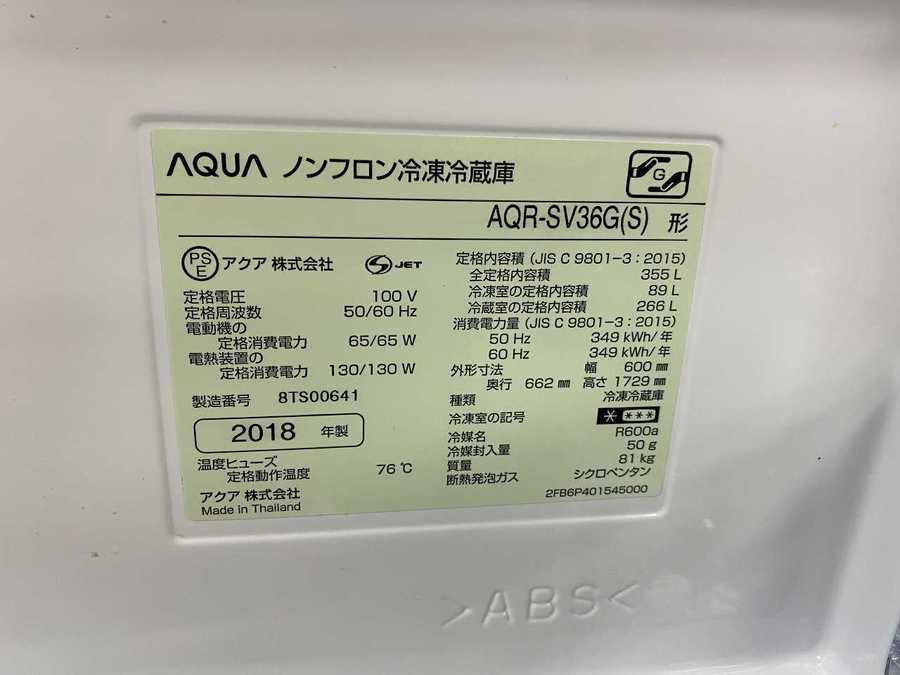 AQUA ノンフロン冷凍冷蔵庫
G
AQR-SV36G(S) 形
PSE アクア 株式会社 S JET
定格電圧 100 V
定格周波数 50/60 Hz
電動機の
定格消費電力 65/65 W
電熱装置の
定格消費電力 130/130 W
製造番号 8TS00641
2018 年製
温度ヒューズ
定格動作温度 76 ℃
アクア 株式会社
Made in Thailand
定格内容積 (JIS C 9801-3 : 2015)
全定格内容積 355 L
冷凍室の定格内容積 89 L
冷蔵室の定格内容積 266 L
消費電力量 (JIS C 9801-3 : 2015)
50 Hz 349 kWh/年
60 Hz 349 kWh/年
外形寸法 幅 600 ㎜
奥行 662 ㎜ 高さ 1729 ㎜
種類 冷凍冷蔵庫
冷凍室の記号 * ***
冷媒名 R600a
冷媒封入量 50 g
質量 81 kg
断熱発泡ガス シクロペンタン
2FB6P401545000
>ABS<